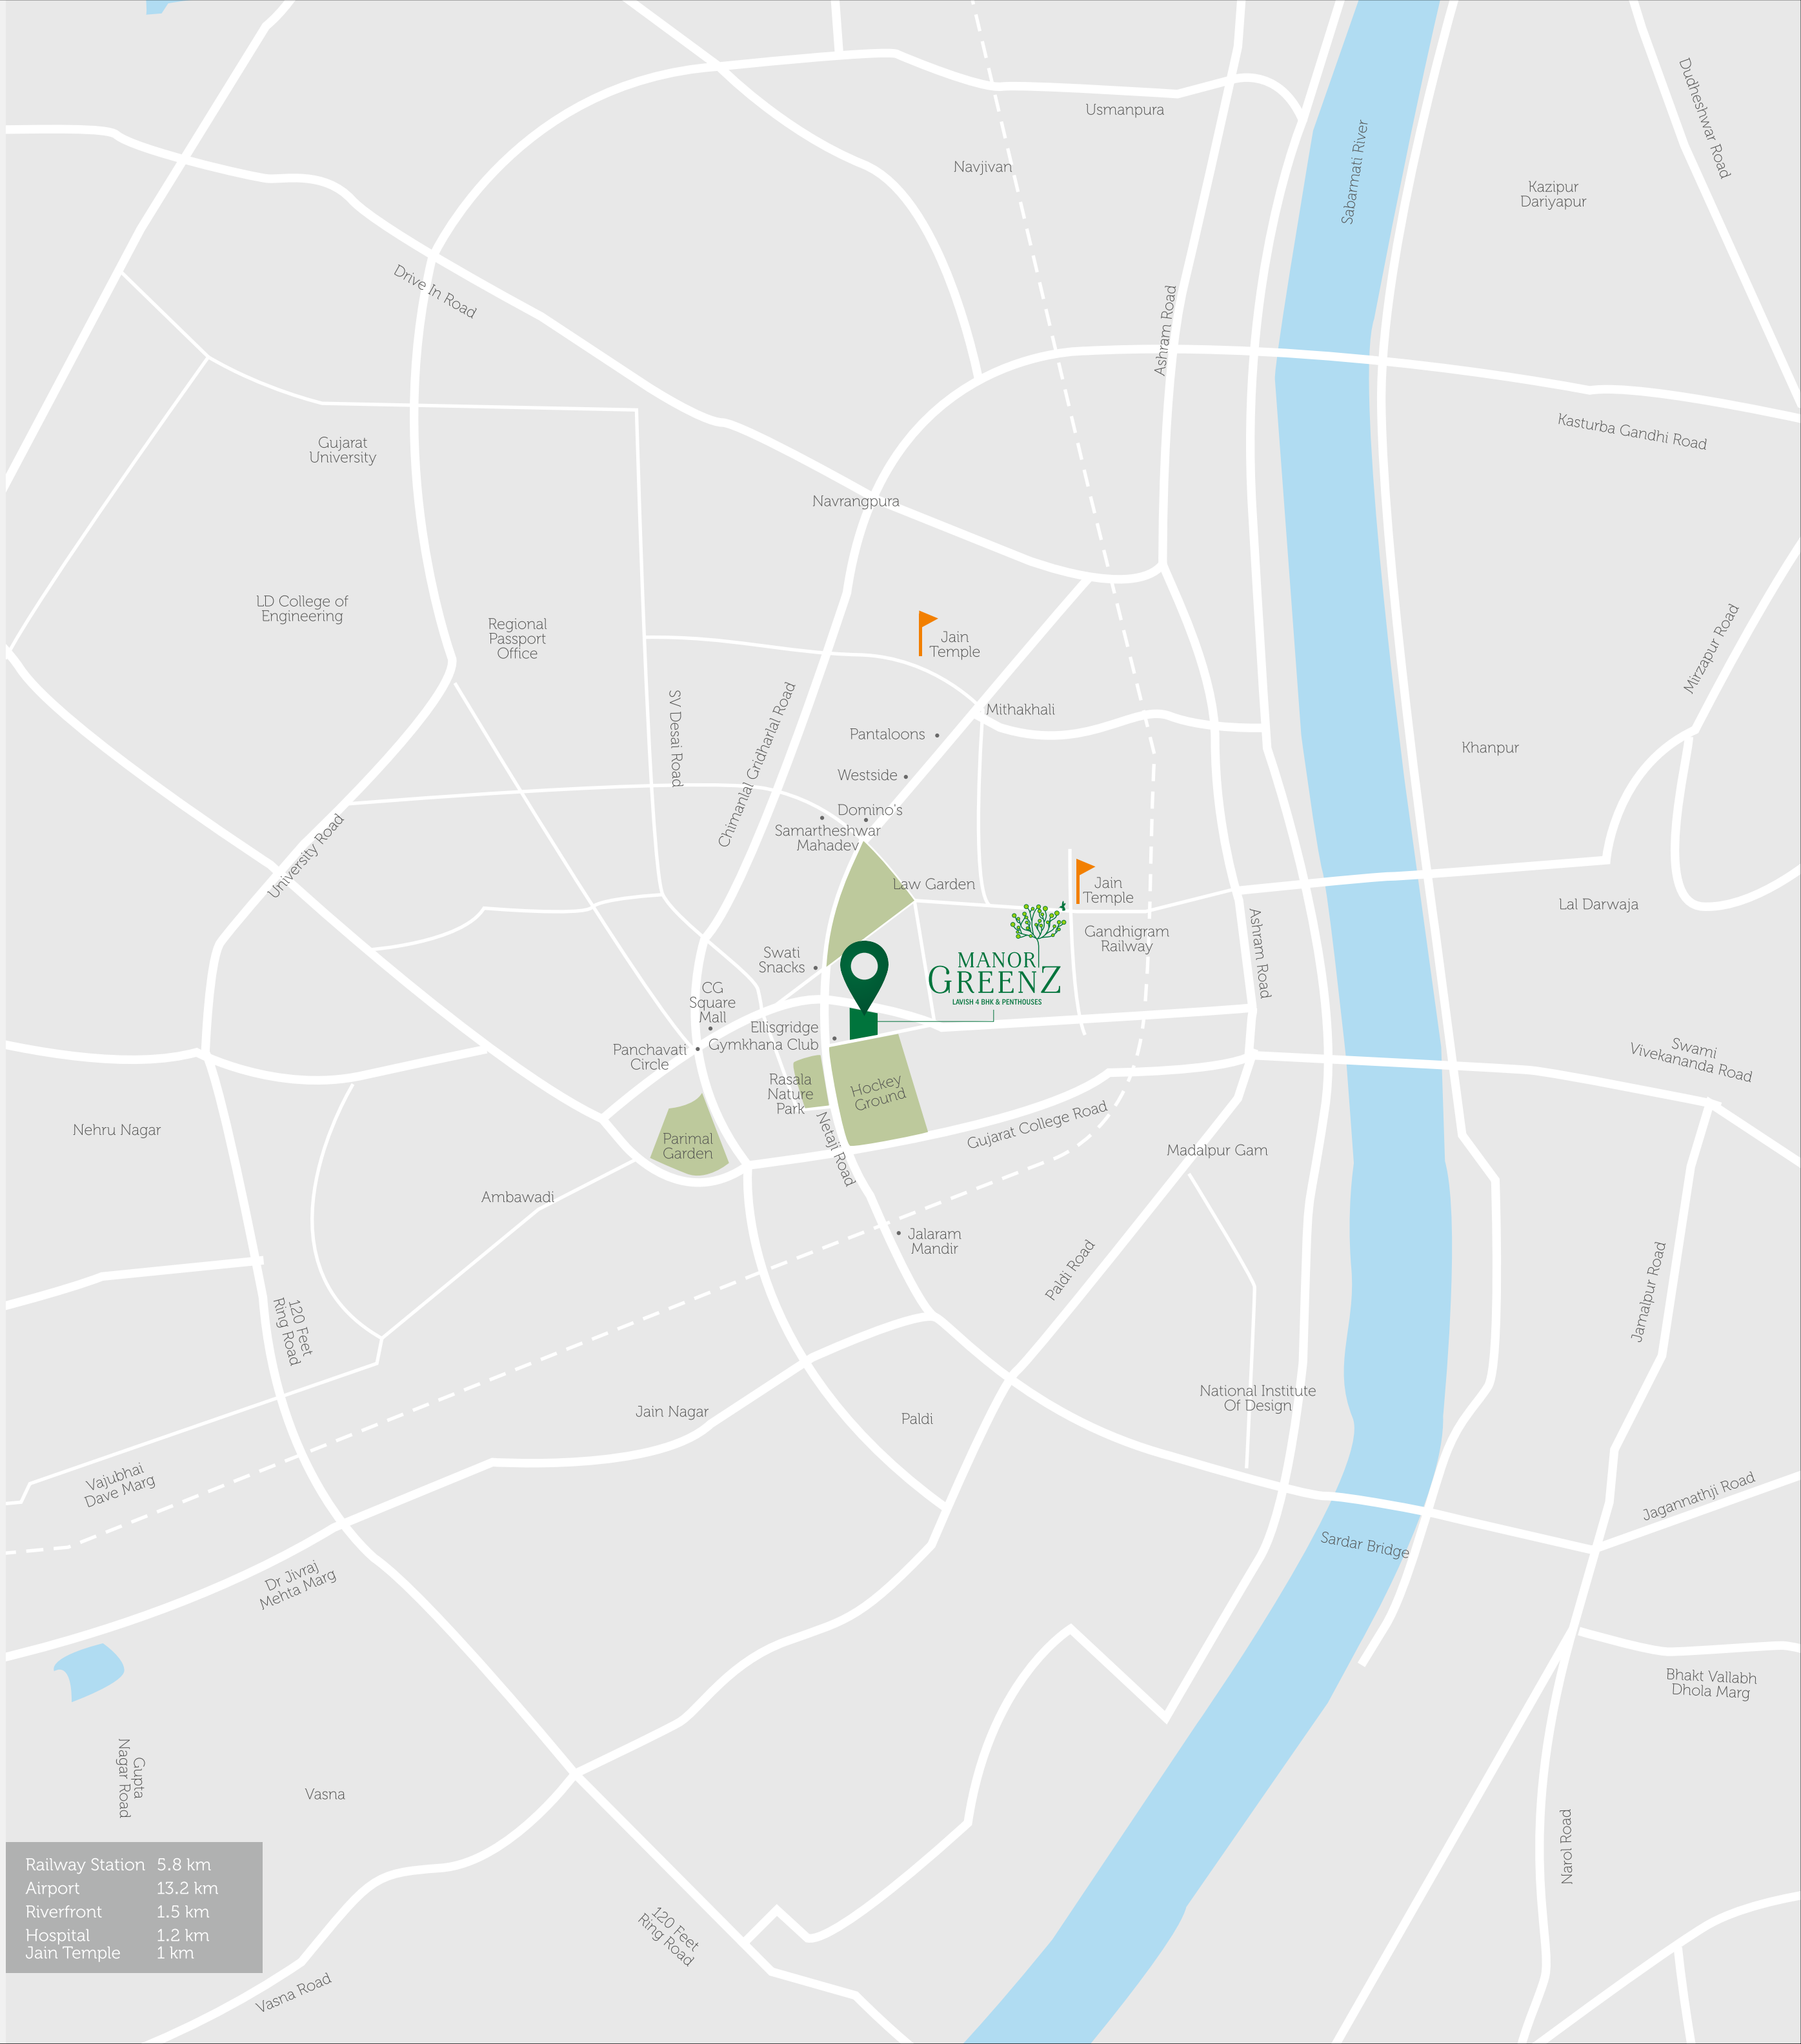 Usmanpura
Dudheshwar Road
Sabarmati River
Navjivan
Kazipur
Dariyapur
Drive In Road
Ashram Road
Kasturba Gandhi Road
Gujarat
University
Navrangpura
LD College of
Engineering
Regional
Passport
Office
Jain
Temple
Mirzapur Road
SV Desai Road
Chimanlal Gridharlal Road
Mithakhali
Pantaloons
Khanpur
Westside
Domino's
Samartheshwar
Mahadev
University Road
Law Garden
Jain
Temple
Lal Darwaja
Gandhigram
Railway
Ashram Road
Swati
Snacks
MANOR
GREENZ
LAVISH 4 BHK & PENTHOUSES
CG
Square
Mall
Ellisgridge
Gymkhana Club
Panchavati
Circle
Swami
Vivekananda Road
Rasala
Nature
Park
Hockey
Ground
Nehru Nagar
Parimal
Garden
Netaji Road
Gujarat College Road
Madalpur Gam
Ambawadi
Jalaram
Mandir
Paldi Road
Jamalpur Road
120 Feet
Ring Road
National Institute
Of Design
Jain Nagar
Paldi
Vajubhai
Dave Marg
Jagannathji Road
Sardar Bridge
Dr Jivraj
Mehta Marg
Bhakt Vallabh
Dhola Marg
Gupta
Nagar Road
Vasna
Narol Road
Railway Station 5.8 km
Airport 13.2 km
Riverfront 1.5 km
Hospital 1.2 km
Jain Temple 1 km
120 Feet
Ring Road
Vasna Road